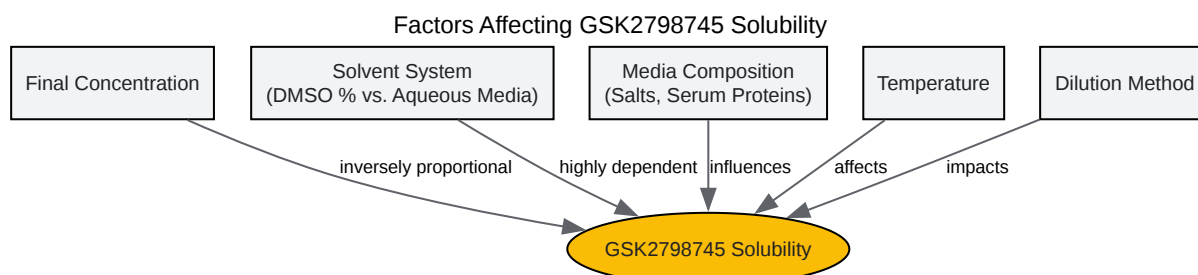 Factors Affecting GSK2798745 Solubility
Final Concentration
Solvent System
(DMSO % vs. Aqueous Media)
Media Composition
(Salts, Serum Proteins)
Temperature
Dilution Method
inversely proportional
highly dependent
influences
affects
impacts
GSK2798745 Solubility